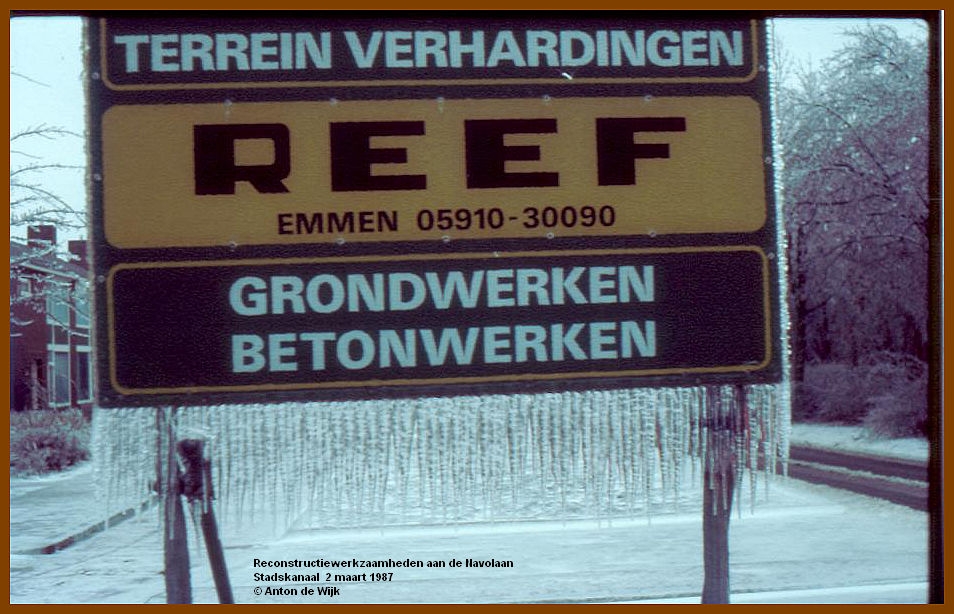 TERREIN VERHARDINGEN
REEF
EMMEN 05910-30090
GRONDWERKEN
BETONWERKEN
Reconstructiewerkzaamheden aan de Navolaan
Stadskanaal 2 maart 1987
© Anton de Wijk